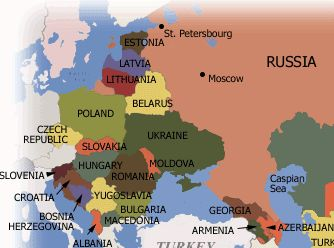 St. Petersbourg
ESTONIA
LATVIA
RUSSIA
LITHUANIA
Moscow
BELARUS
POLAND
CZECH
REPUBLIC
UKRAINE
SLOVAKIA
MOLDOVA
HUNGARY
SLOVENIA
ROMANIA
Caspian
Sea
CROATIA
YUGOSLAVIA
BOSNIA
HERZEGOVINA
BULGARIA
GEORGIA
MACEDONIA
ARMENIA
AZERBAIJAN
ALBANIA
TURKEY
TURK